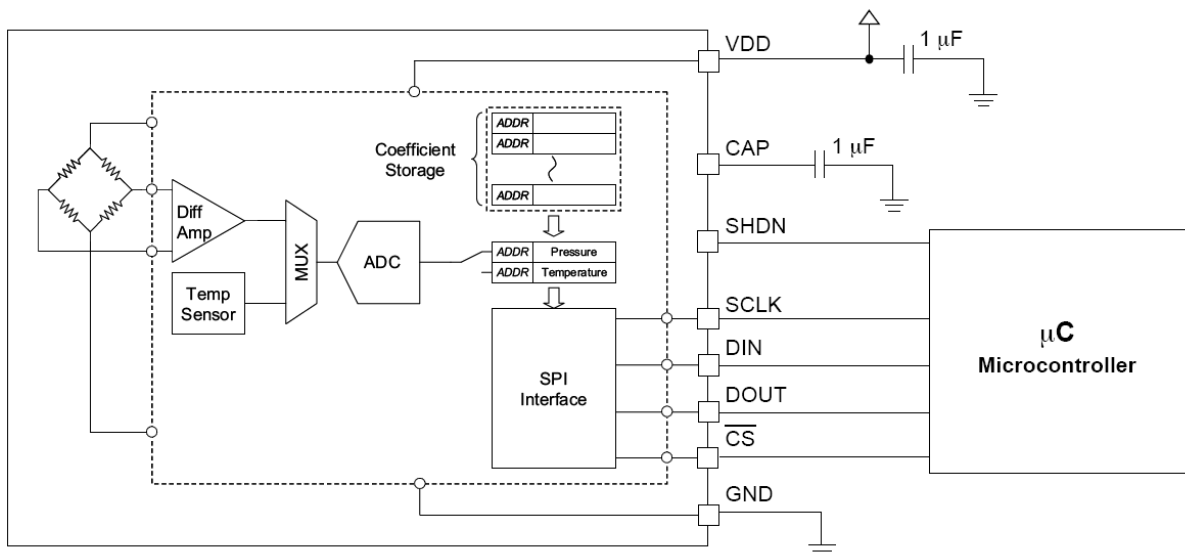 VDD
1 μF
CAP
1 μF
SHDN
SCLK
DIN
DOUT
CS
GND
μC
Microcontroller
Coefficient
Storage
ADDR
ADDR
ADDR
ADDR Pressure
ADDR Temperature
Diff
Amp
MUX
ADC
Temp
Sensor
SPI
Interface